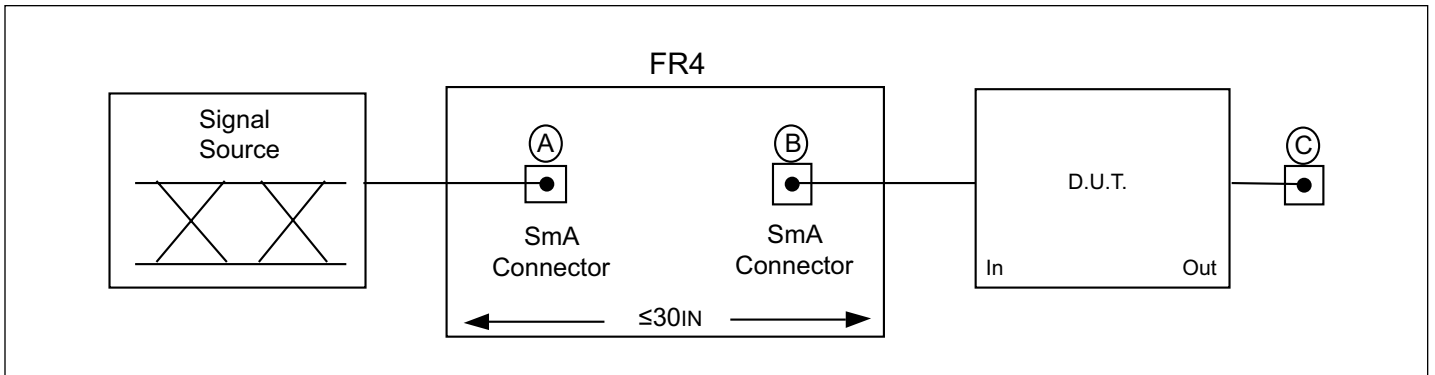 FR4
Signal
Source
A
B
C
D.U.T.
SmA
Connector
SmA
Connector
In
Out
≤30IN